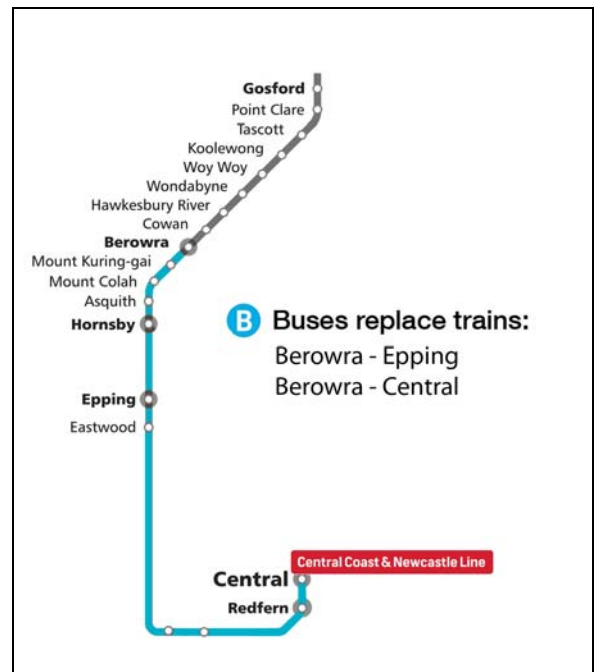 Gosford
Point Clare
Tascott
Koolewong
Woy Woy
Wondabyne
Hawkesbury River
Cowan
Berowra
Mount Kuring-gai
Mount Colah
Asquith
Hornsby
B Buses replace trains:
Berowra - Epping
Berowra - Central
Epping
Eastwood
Central Coast & Newcastle Line
Central
Redfern